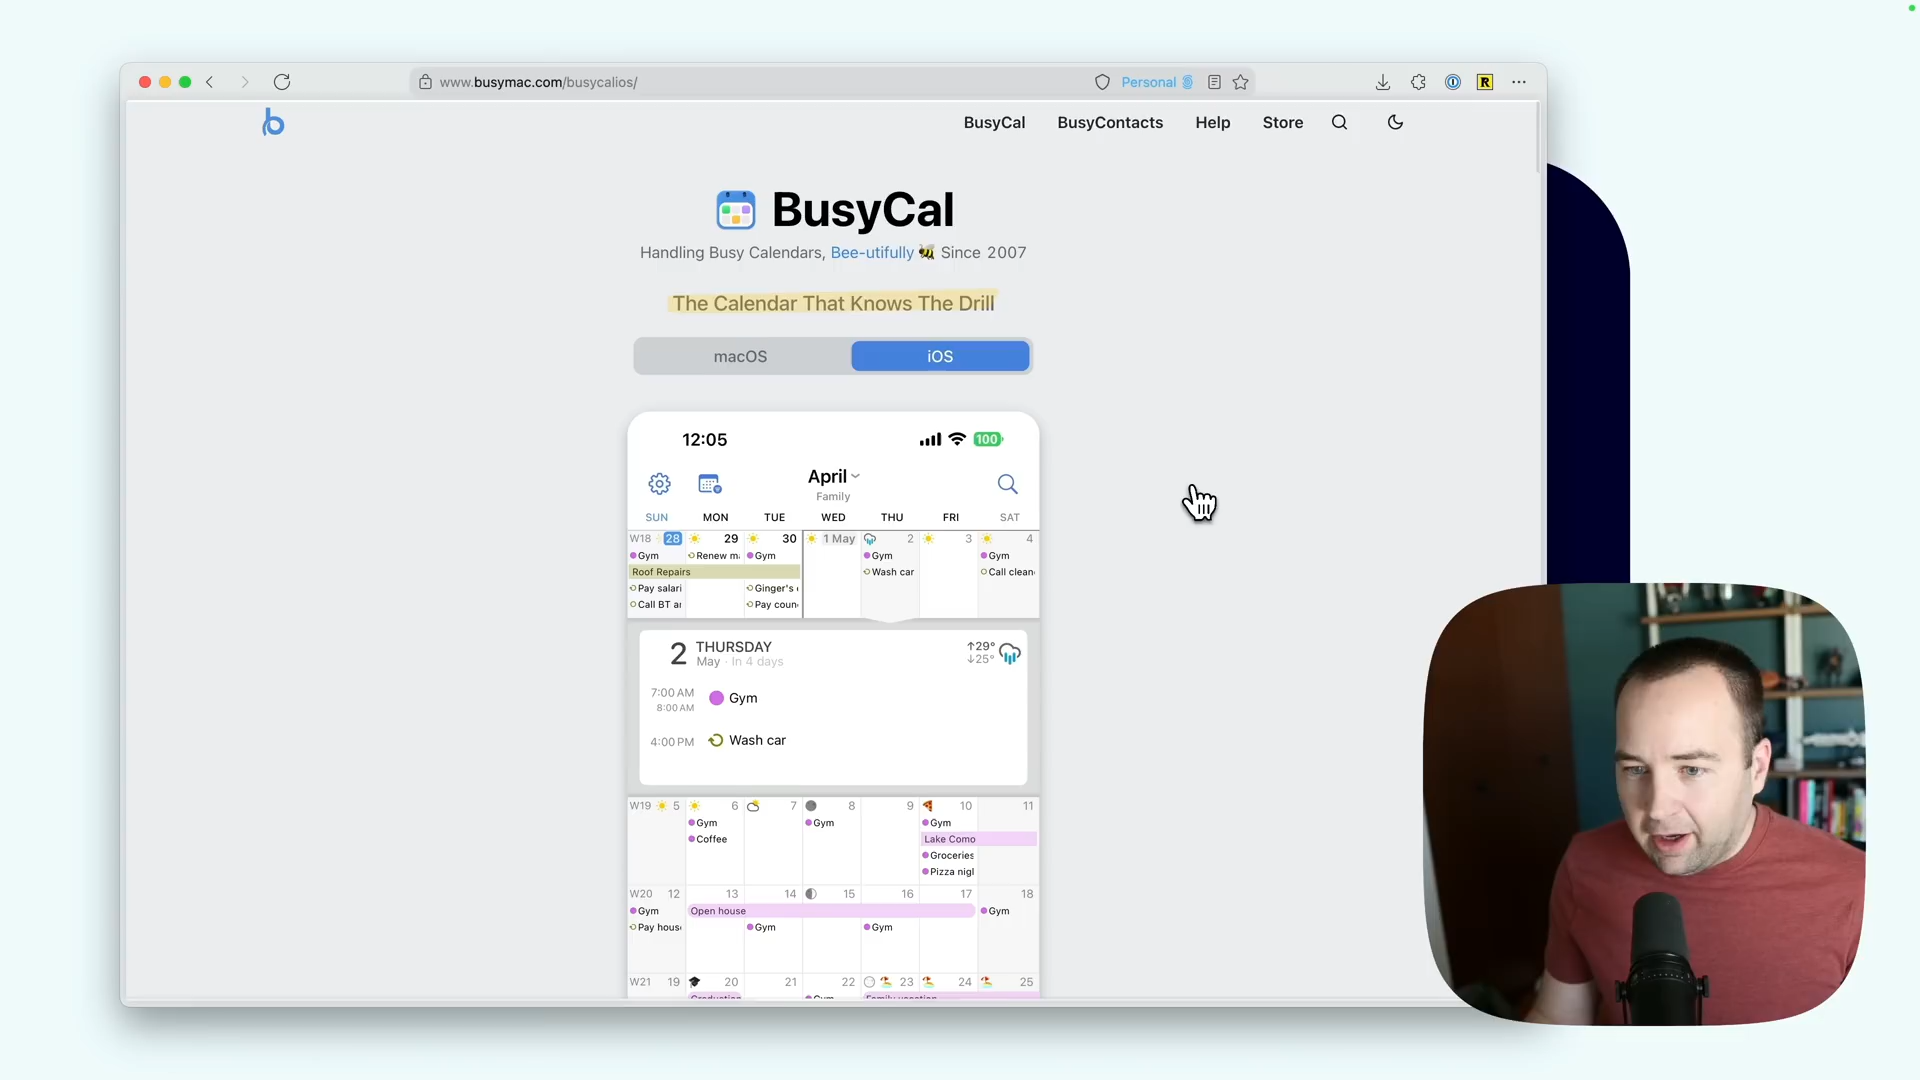 www.busymac.com/busycalios/
Personal
R
b
BusyCal
BusyContacts
Help
Store
BusyCal
Handling Busy Calendars, Bee-utifully 🐝 Since 2007
The Calendar That Knows The Drill
macOS
iOS
12:05
100
April
Family
SUN MON TUE WED THU FRI SAT
W18 28 29 30 1 May 2 3 4
Gym Renew m Gym Gym Gym
Roof Repairs Wash car Call clean
Pay salari Ginger's
Call BT ar Pay coun
2 THURSDAY ↑29°
May · In 4 days ↓25°
7:00 AM Gym
8:00 AM
4:00 PM Wash car
W19 5 6 7 8 9 10 11
Gym Gym Gym
Coffee Lake Como
Groceries
Pizza nigl
W20 12 13 14 15 16 17 18
Gym Open house Gym
Pay hous Gym Gym
W21 19 20 21 22 23 24 25
Graduation Gym Family vacation